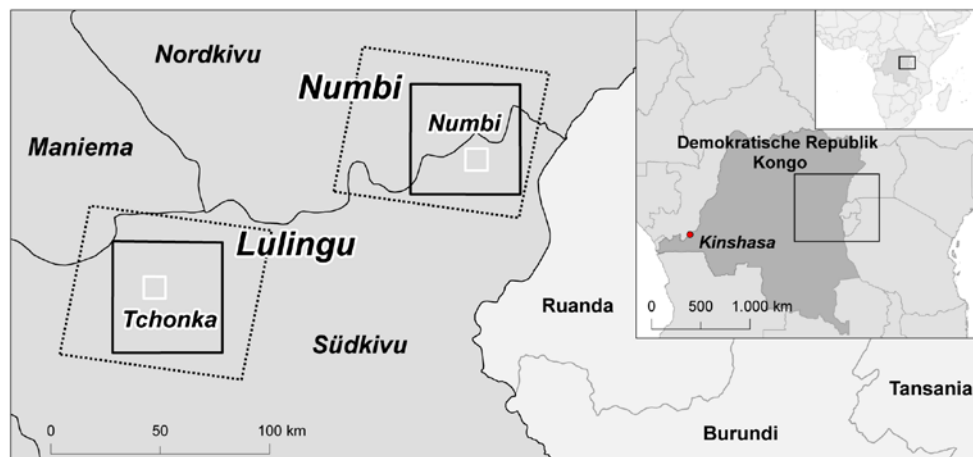 Nordkivu
Numbi
Numbi
Maniema
Lulingu
Tchonka
Südkivu
Ruanda
Burundi
Tansania
0 50 100 km
Demokratische Republik
Kongo
Kinshasa
0 500 1.000 km